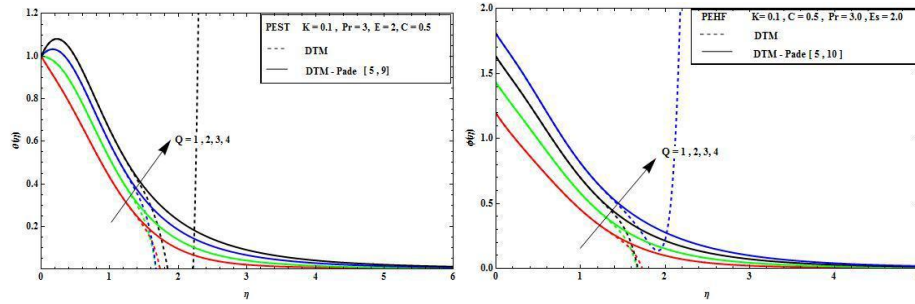 PEST K = 0.1 , Pr = 3, E = 2, C = 0.5
DTM
DTM - Pade [ 5 , 9]
1.0
0.8
0.6
0.4
0.2
θ(η)
Q = 1 , 2, 3, 4
0 1 2 3 4 5 6
η
PEHF K=0.1, C = 0.5, Pr = 3.0 , Es = 2.0
DTM
DTM - Pade [ 5 , 10 ]
2.0
1.5
1.0
0.5
0.0
ϕ(η)
Q = 1 , 2, 3, 4
0 1 2 3 4
η